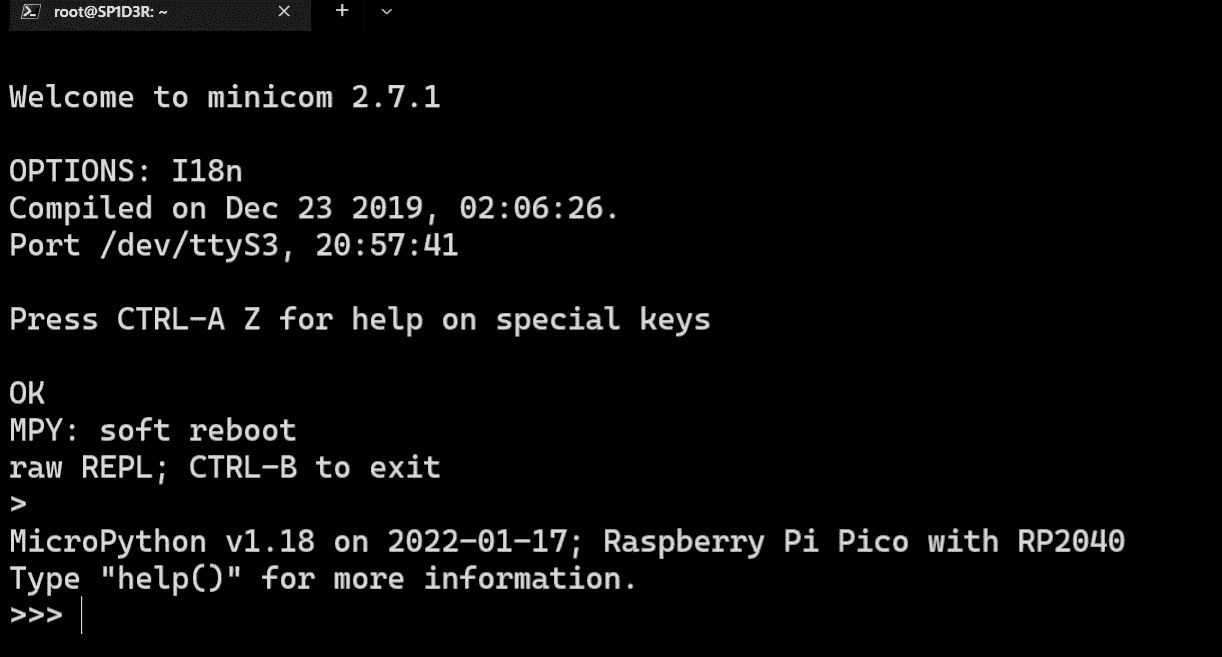 root@SP1D3R: ~
Welcome to minicom 2.7.1
OPTIONS: I18n
Compiled on Dec 23 2019, 02:06:26.
Port /dev/ttyS3, 20:57:41
Press CTRL-A Z for help on special keys
OK
MPY: soft reboot
raw REPL; CTRL-B to exit
>
MicroPython v1.18 on 2022-01-17; Raspberry Pi Pico with RP2040
Type "help()" for more information.
>>>